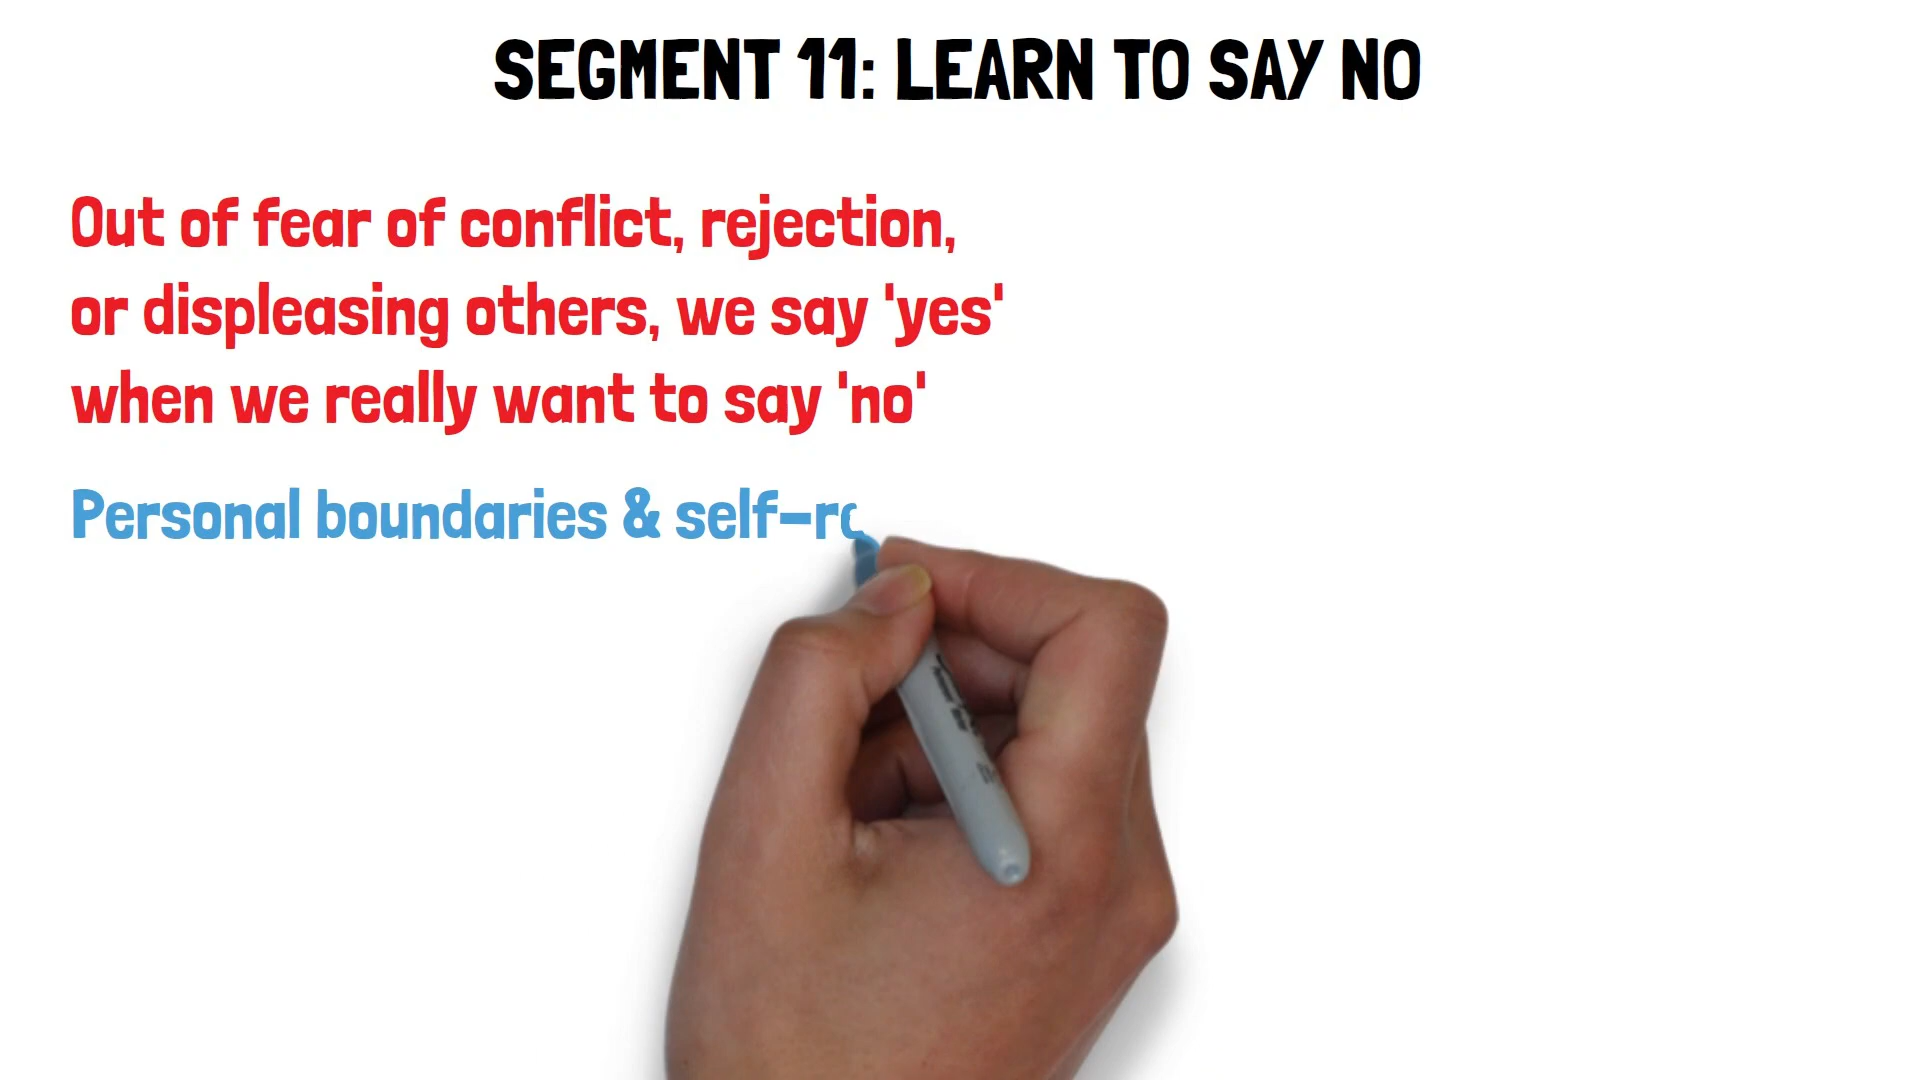 SEGMENT 11: LEARN TO SAY NO
Out of fear of conflict, rejection,
or displeasing others, we say 'yes'
when we really want to say 'no'
Personal boundaries & self-r